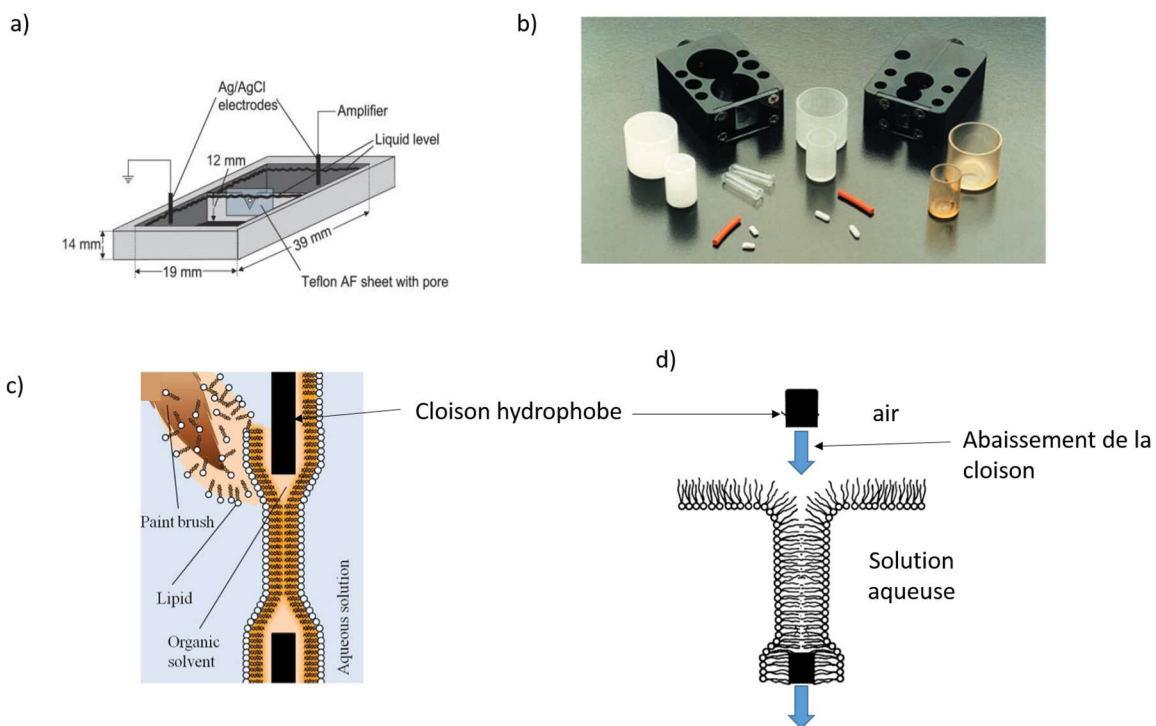 a)
Ag/AgCl
electrodes
Amplifier
Liquid level
12 mm
14 mm
39 mm
19 mm
Teflon AF sheet with pore
b)
c)
Paint brush
Lipid
Organic
solvent
Aqueous solution
Cloison hydrophobe
d)
air
Abaissement de la
cloison
Solution
aqueuse